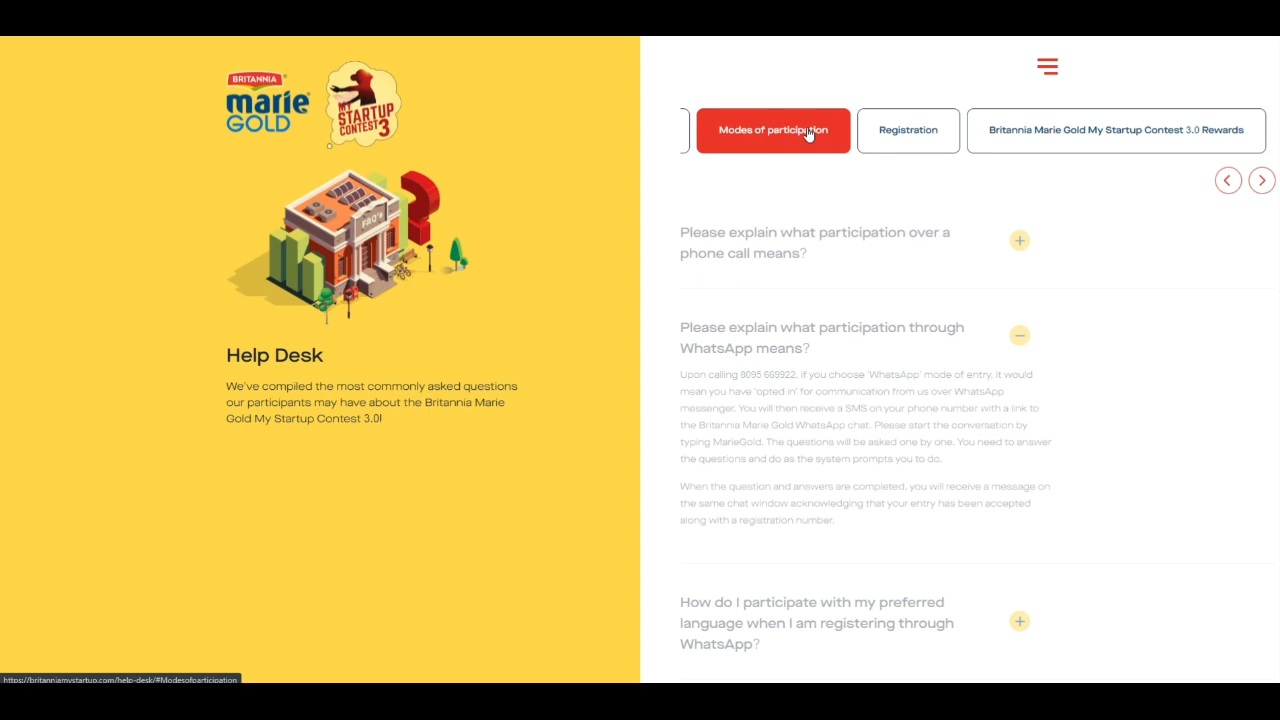 BRITANNIA
marie
GOLD
MY
STARTUP
CONTEST
3
FAQ's
Help Desk
We've compiled the most commonly asked questions
our participants may have about the Britannia Marie
Gold My Startup Contest 3.0!
Modes of participation
Registration
Britannia Marie Gold My Startup Contest 3.0 Rewards
Please explain what participation over a
phone call means?
Please explain what participation through
WhatsApp means?
Upon calling 8095 669922, if you choose 'WhatsApp' mode of entry, it would
mean you have 'opted in' for communication from us over WhatsApp
messenger. You will then receive a SMS on your phone number with a link to
the Britannia Marie Gold WhatsApp chat. Please start the conversation by
typing MarieGold. The questions will be asked one by one. You need to answer
the questions and do as the system prompts you to do.
When the question and answers are completed, you will receive a message on
the same chat window acknowledging that your entry has been accepted
along with a registration number.
How do I participate with my preferred
language when I am registering through
WhatsApp?
https://britanniamystartup.com/help-desk/#Modesofparticipation